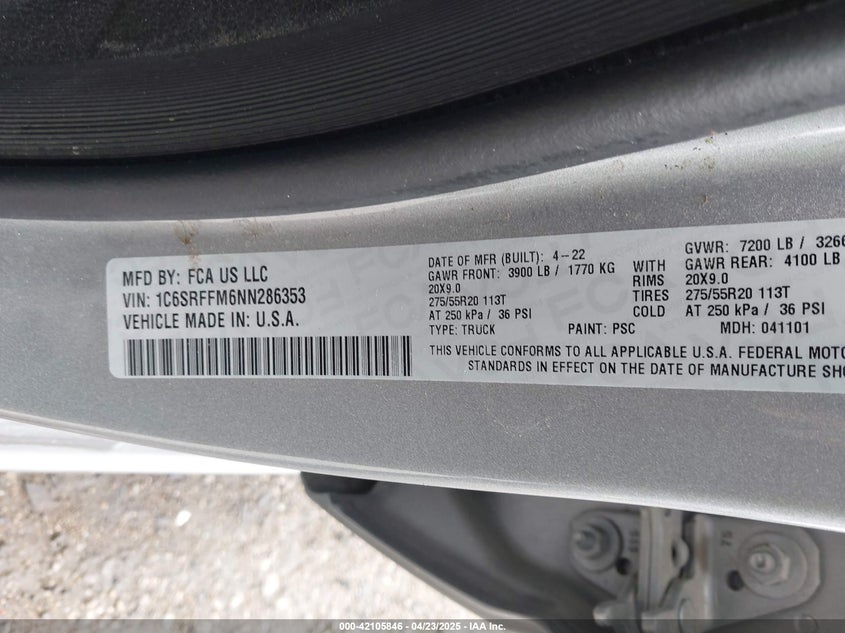 MFD BY: FCA US LLC
VIN: 1C6SRFFM6NN286353
VEHICLE MADE IN: U.S.A.
DATE OF MFR (BUILT): 4-22
GVWR: 7200 LB / 3266
GAWR FRONT: 3900 LB / 1770 KG WITH GAWR REAR: 4100 LB
20X9.0 RIMS 20X9.0
275/55R20 113T TIRES 275/55R20 113T
AT 250 kPa / 36 PSI COLD AT 250 kPa / 36 PSI
TYPE: TRUCK PAINT: PSC MDH: 041101
THIS VEHICLE CONFORMS TO ALL APPLICABLE U.S.A. FEDERAL
STANDARDS IN EFFECT ON THE DATE OF MANUFACTURE
75
000-42105846 - 04/23/2025 - IAA Inc.